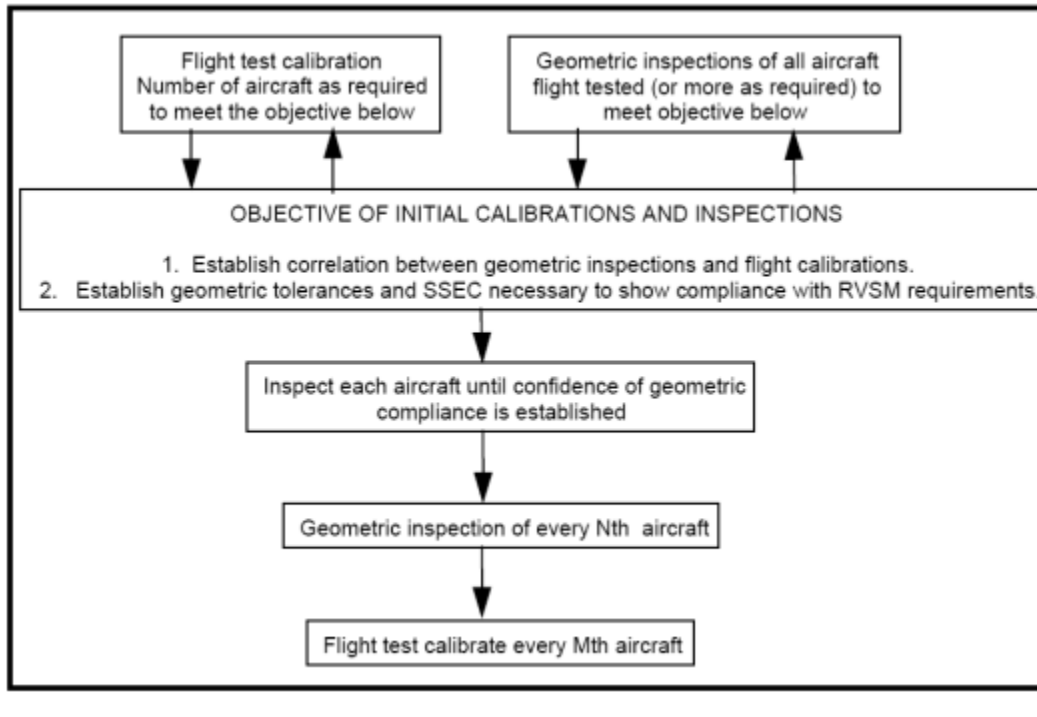 Flight test calibration
Number of aircraft as required
to meet the objective below
Geometric inspections of all aircraft
flight tested (or more as required) to
meet objective below
OBJECTIVE OF INITIAL CALIBRATIONS AND INSPECTIONS
1. Establish correlation between geometric inspections and flight calibrations.
2. Establish geometric tolerances and SSEC necessary to show compliance with RVSM requirements.
Inspect each aircraft until confidence of geometric
compliance is established
Geometric inspection of every Nth aircraft
Flight test calibrate every Mth aircraft